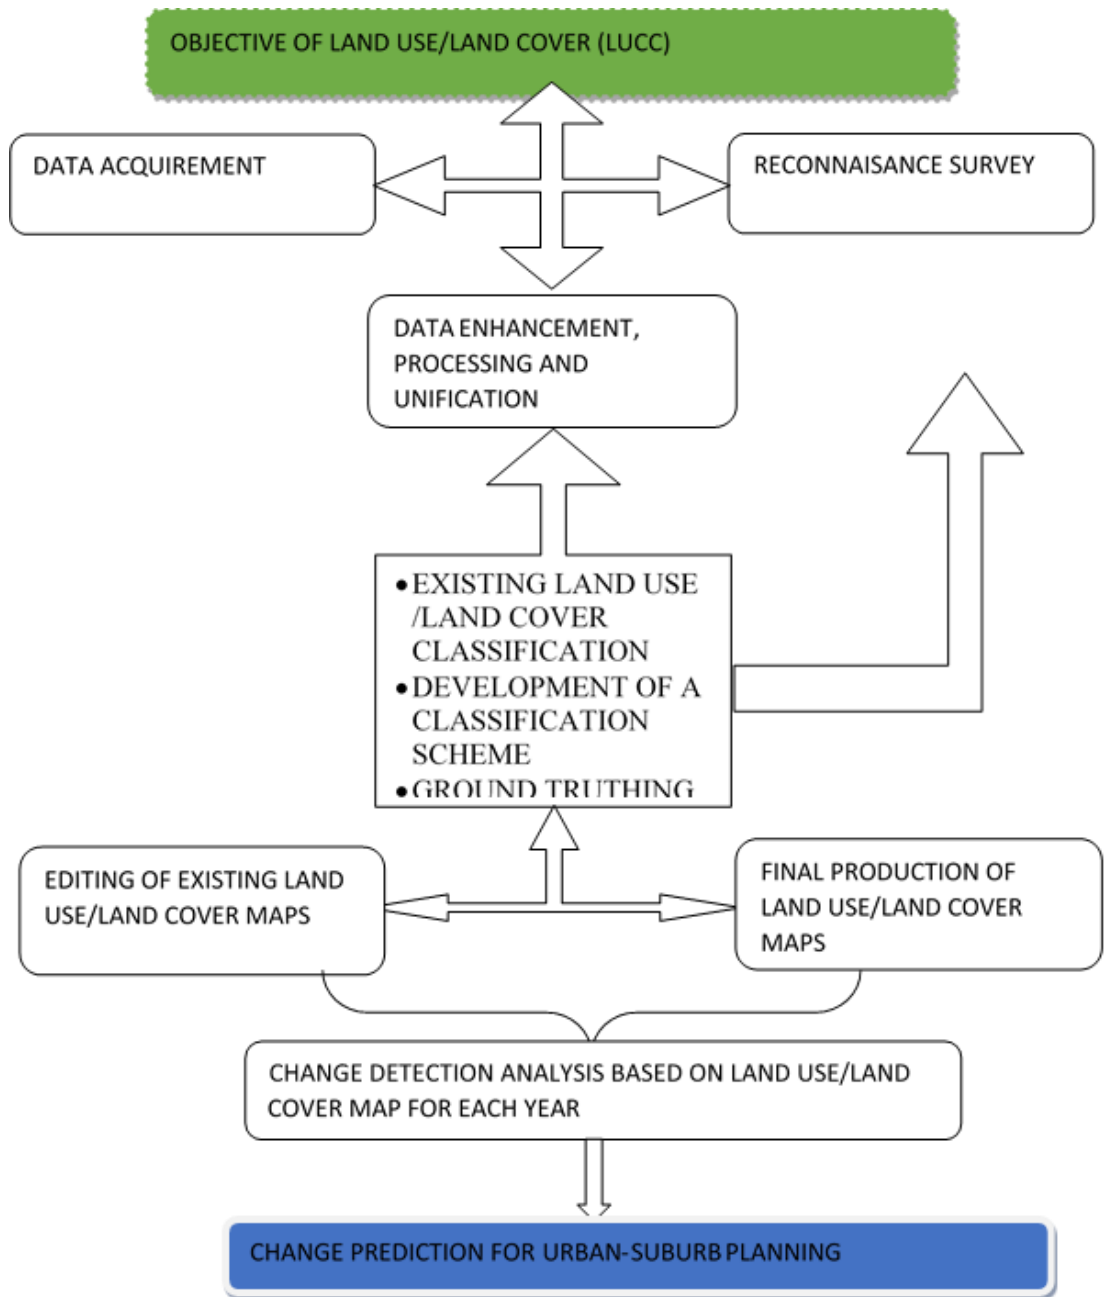 OBJECTIVE OF LAND USE/LAND COVER (LUCC)
DATA ACQUIREMENT
RECONNAISANCE SURVEY
DATA ENHANCEMENT,
PROCESSING AND
UNIFICATION
•EXISTING LAND USE
/LAND COVER
CLASSIFICATION
•DEVELOPMENT OF A
CLASSIFICATION
SCHEME
•GROUND TRUTHING
EDITING OF EXISTING LAND
USE/LAND COVER MAPS
FINAL PRODUCTION OF
LAND USE/LAND COVER
MAPS
CHANGE DETECTION ANALYSIS BASED ON LAND USE/LAND
COVER MAP FOR EACH YEAR
CHANGE PREDICTION FOR URBAN-SUBURB PLANNING